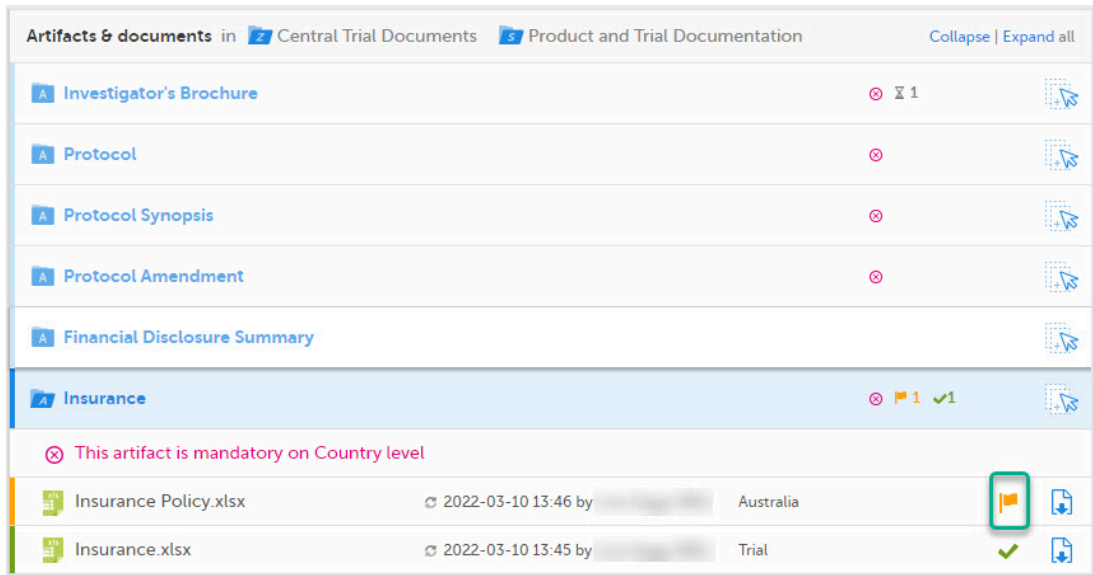 Artifacts & documents in Z Central Trial Documents S Product and Trial Documentation Collapse | Expand all
A Investigator's Brochure 1
A Protocol
A Protocol Synopsis
A Protocol Amendment
A Financial Disclosure Summary
A Insurance 1 1
This artifact is mandatory on Country level
xls Insurance Policy.xlsx 2022-03-10 13:46 by Australia
xls Insurance.xlsx 2022-03-10 13:45 by Trial